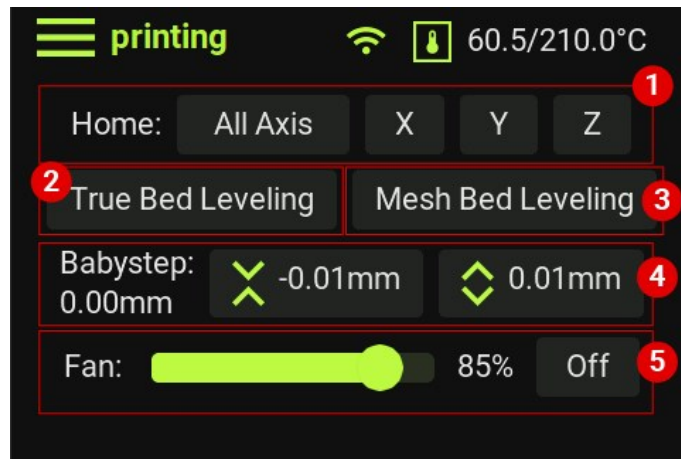 printing 60.5/210.0°C
1
Home: All Axis X Y Z
2
True Bed Leveling Mesh Bed Leveling 3
Babystep: -0.01mm 0.01mm 4
0.00mm
Fan: 85% Off 5